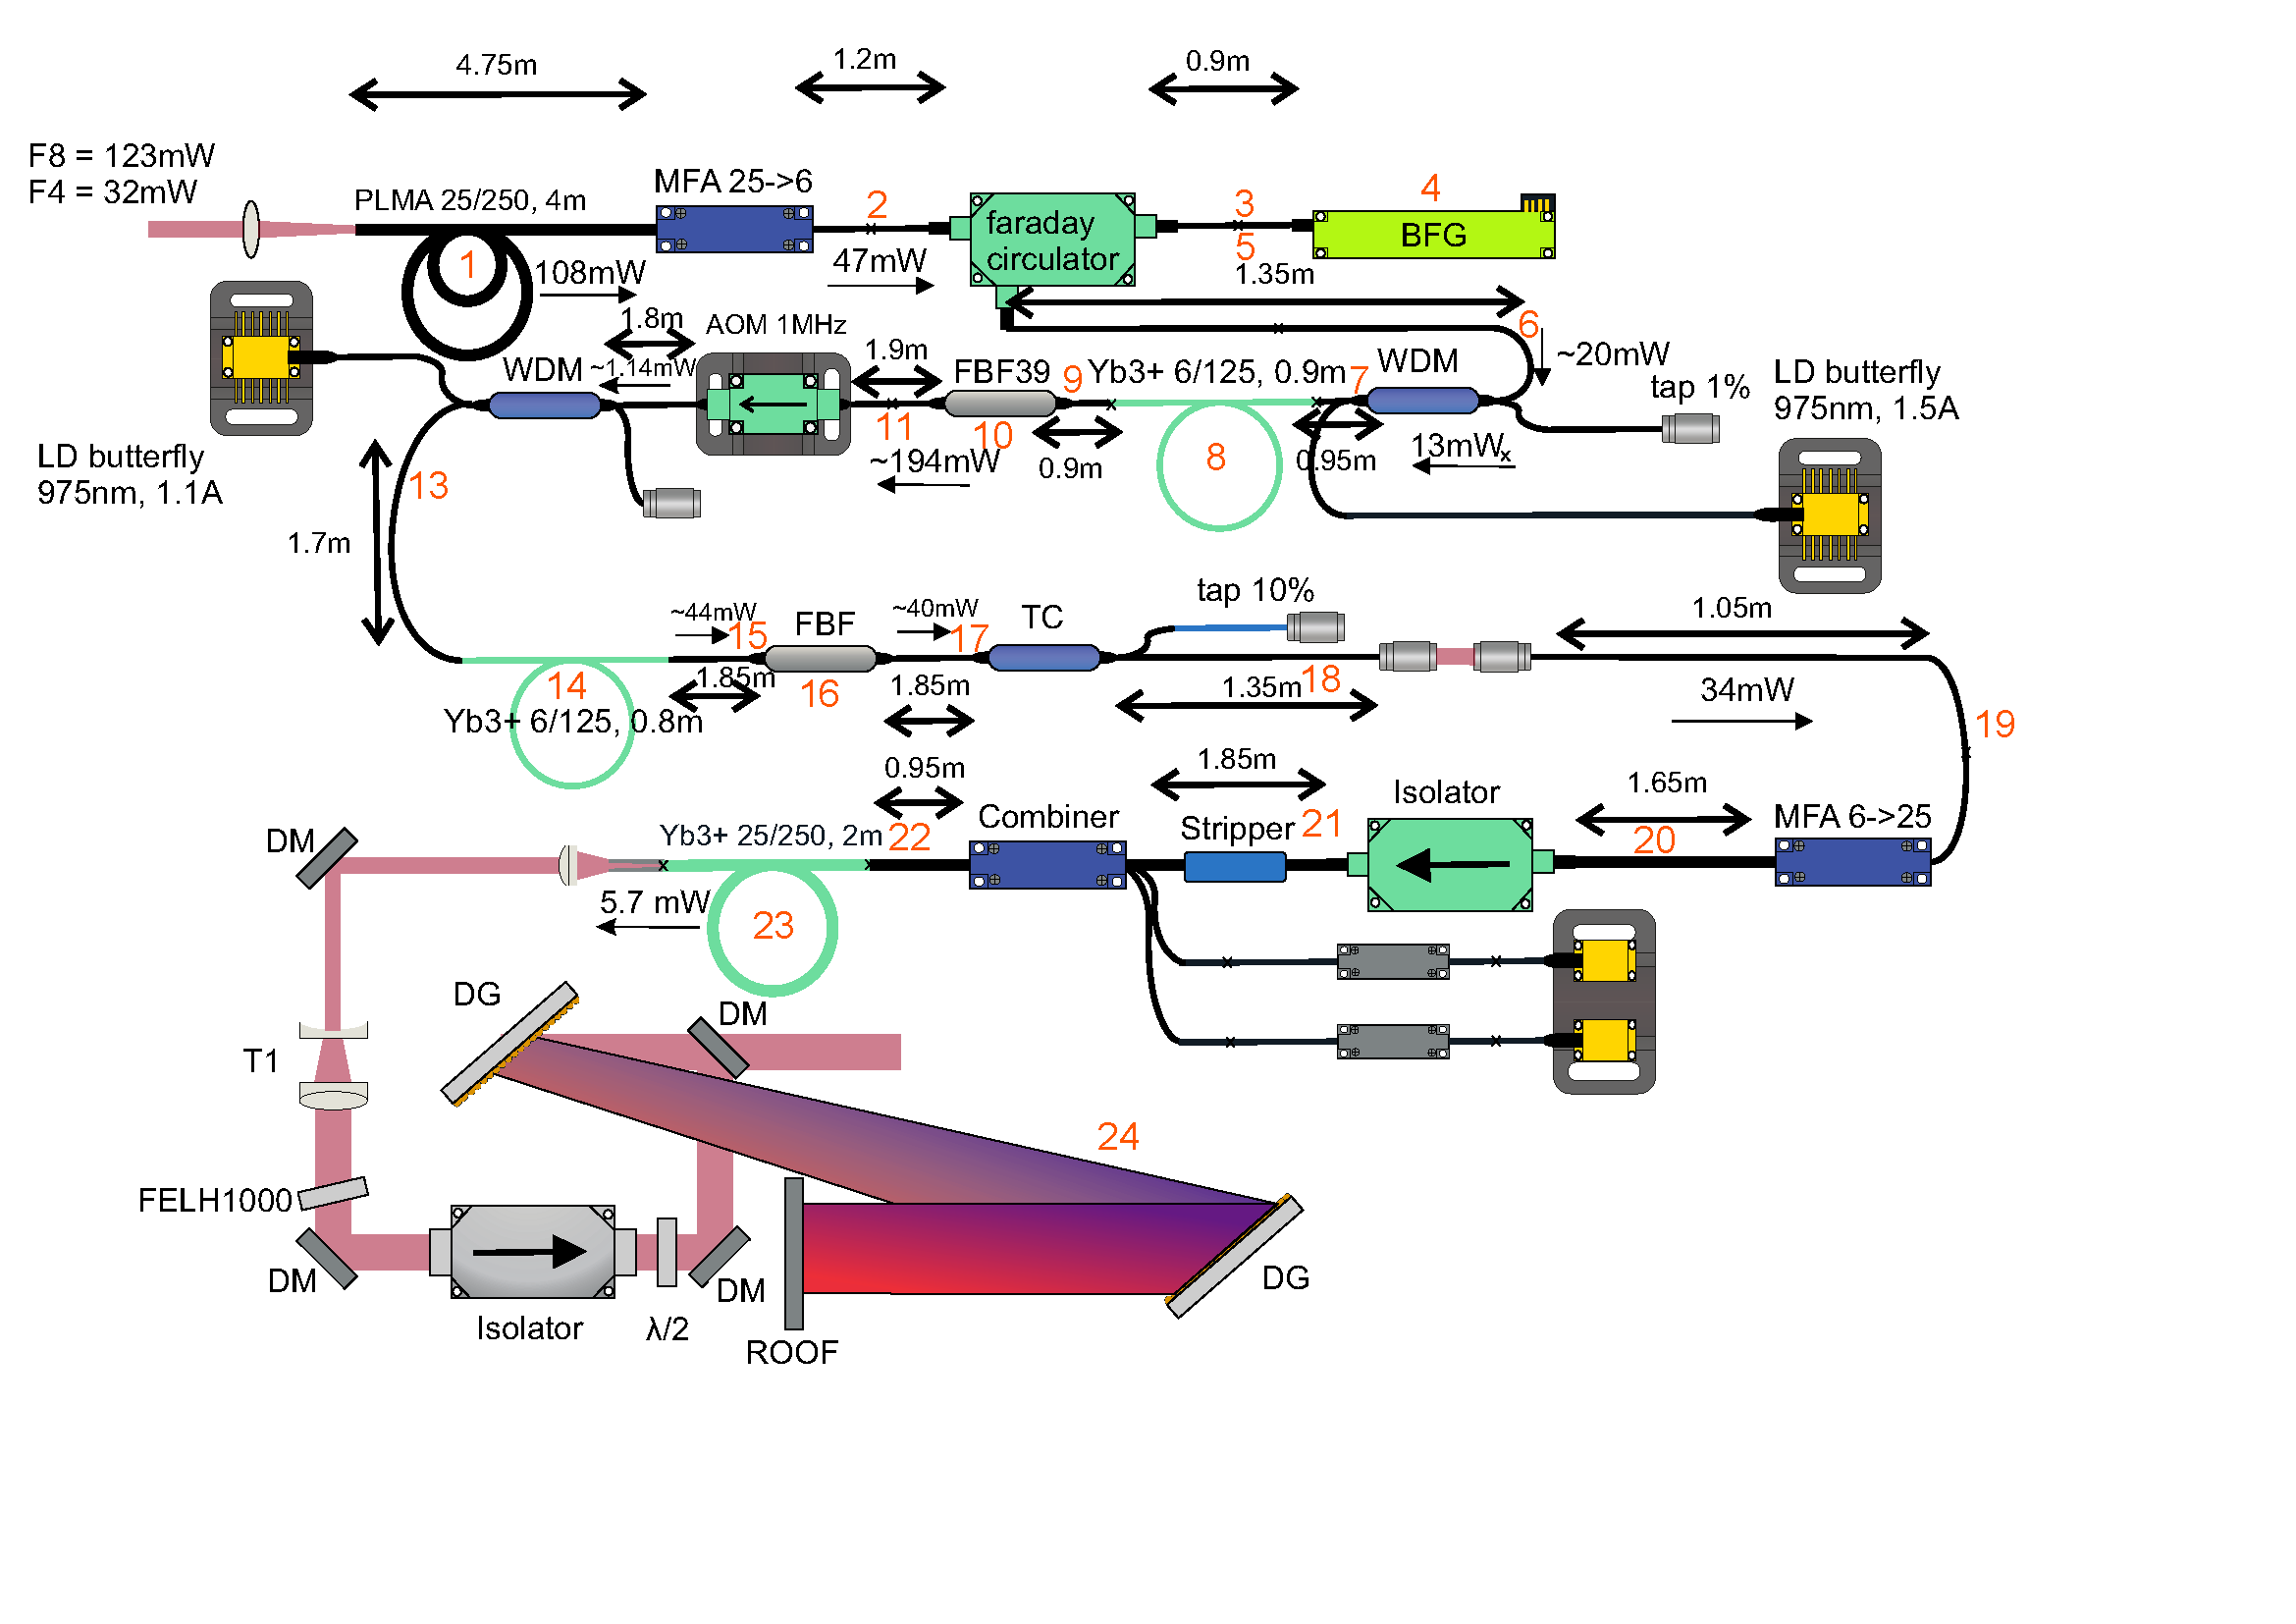 4.75m
1.2m
0.9m
F8 = 123mW
F4 = 32mW
PLMA 25/250, 4m
MFA 25->6
2
faraday
circulator
3
5
4
BFG
1
108mW
47mW
1.35m
1.8m
AOM 1MHz
WDM
~1.14mW
1.9m
FBF39
9
Yb3+ 6/125, 0.9m
7
WDM
6
~20mW
tap 1%
LD butterfly
975nm, 1.5A
11
10
~194mW
0.9m
8
0.95m
13mW
x
LD butterfly
975nm, 1.1A
13
1.7m
~44mW
15
FBF
~40mW
17
TC
tap 10%
1.05m
14
Yb3+ 6/125, 0.8m
1.85m
16
1.85m
1.35m
18
34mW
19
0.95m
1.85m
1.65m
DM
Yb3+ 25/250, 2m
22
Combiner
Stripper
21
Isolator
20
MFA 6->25
5.7 mW
23
DG
DM
T1
24
FELH1000
DM
Isolator
λ/2
DM
ROOF
DG